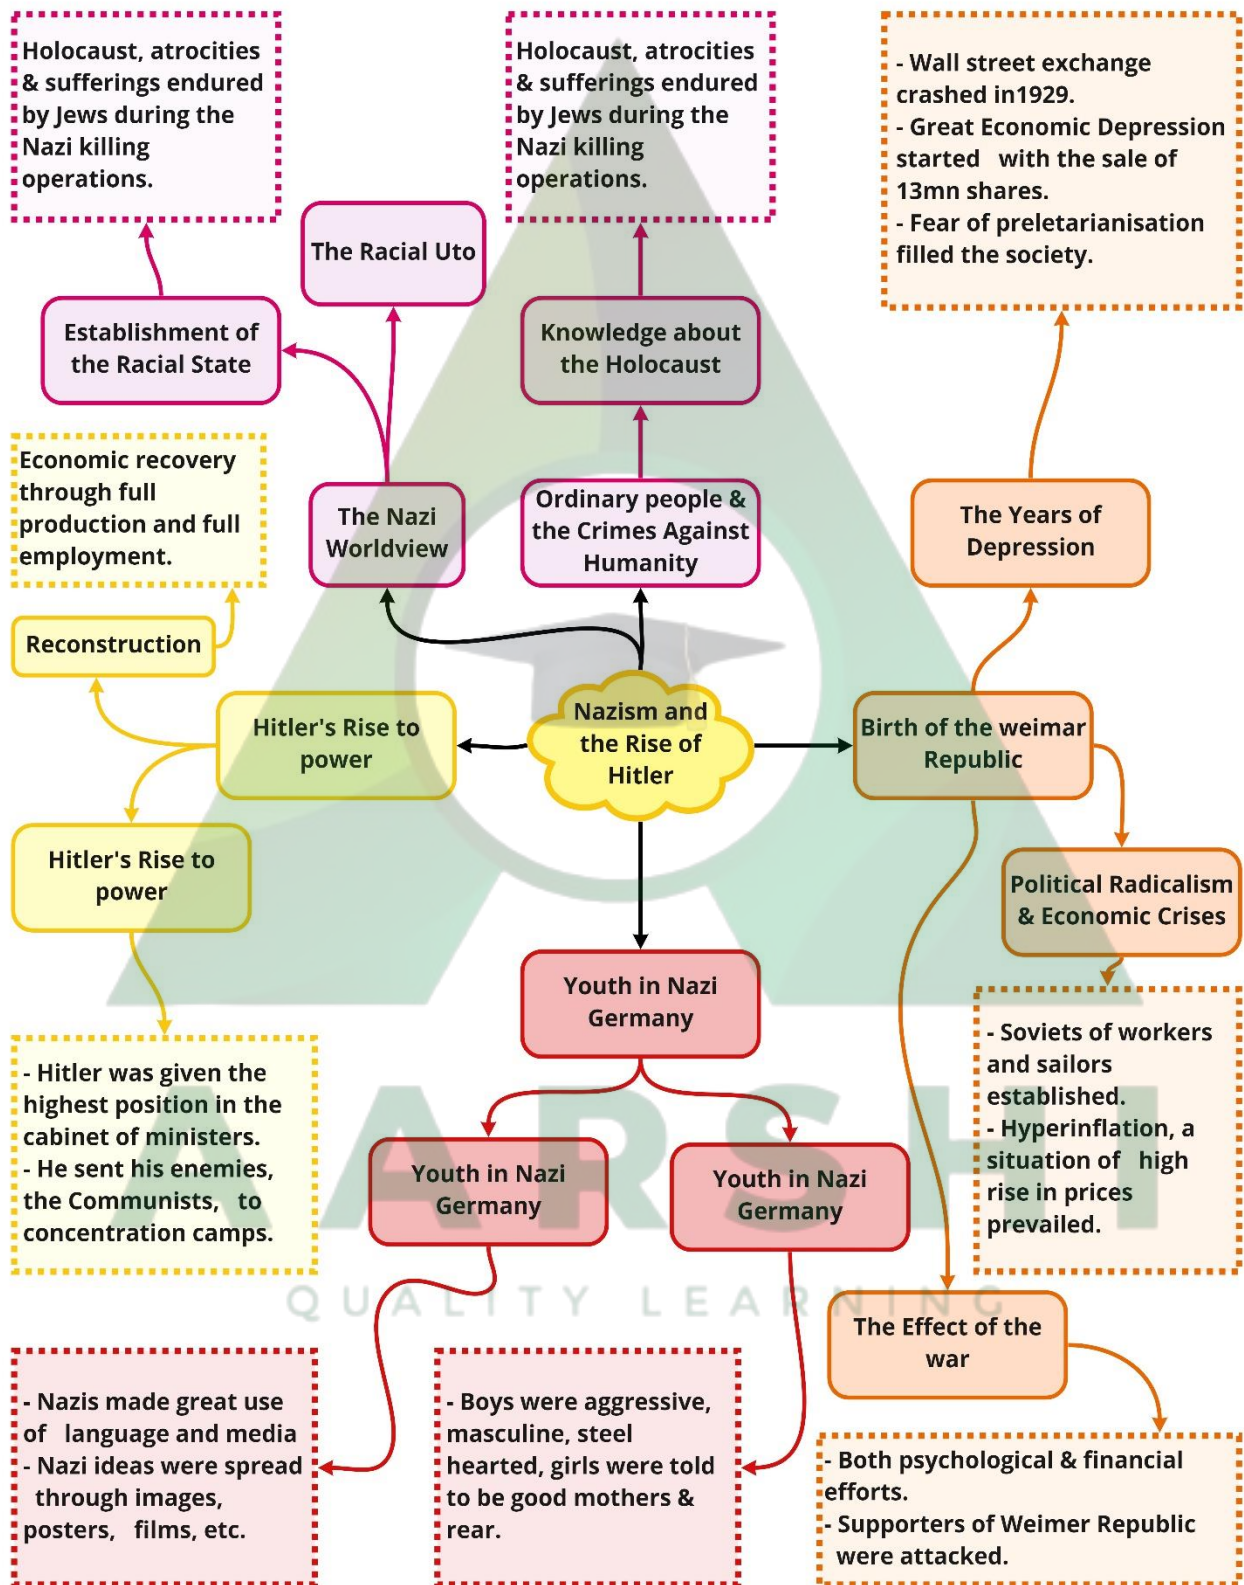 Holocaust, atrocities
& sufferings endured
by Jews during the
Nazi killing
operations.
Holocaust, atrocities
& sufferings endured
by Jews during the
Nazi killing
operations.
- Wall street exchange
crashed in1929.
- Great Economic Depression
started with the sale of
13mn shares.
- Fear of preletarianisation
filled the society.
The Racial Uto
Establishment of
the Racial State
Knowledge about
the Holocaust
Economic recovery
through full
production and full
employment.
The Nazi
Worldview
Ordinary people &
the Crimes Against
Humanity
The Years of
Depression
Reconstruction
Hitler's Rise to
power
Nazism and
the Rise of
Hitler
Birth of the weimar
Republic
Hitler's Rise to
power
Political Radicalism
& Economic Crises
Youth in Nazi
Germany
- Soviets of workers
and sailors
established.
- Hyperinflation, a
situation of high
rise in prices
prevailed.
- Hitler was given the
highest position in the
cabinet of ministers.
- He sent his enemies,
the Communists, to
concentration camps.
Youth in Nazi
Germany
Youth in Nazi
Germany
AARSHI
QUALITY LEARNING
The Effect of the
war
- Nazis made great use
of language and media
- Nazi ideas were spread
through images,
posters, films, etc.
- Boys were aggressive,
masculine, steel
hearted, girls were told
to be good mothers &
rear.
- Both psychological & financial
efforts.
- Supporters of Weimer Republic
were attacked.